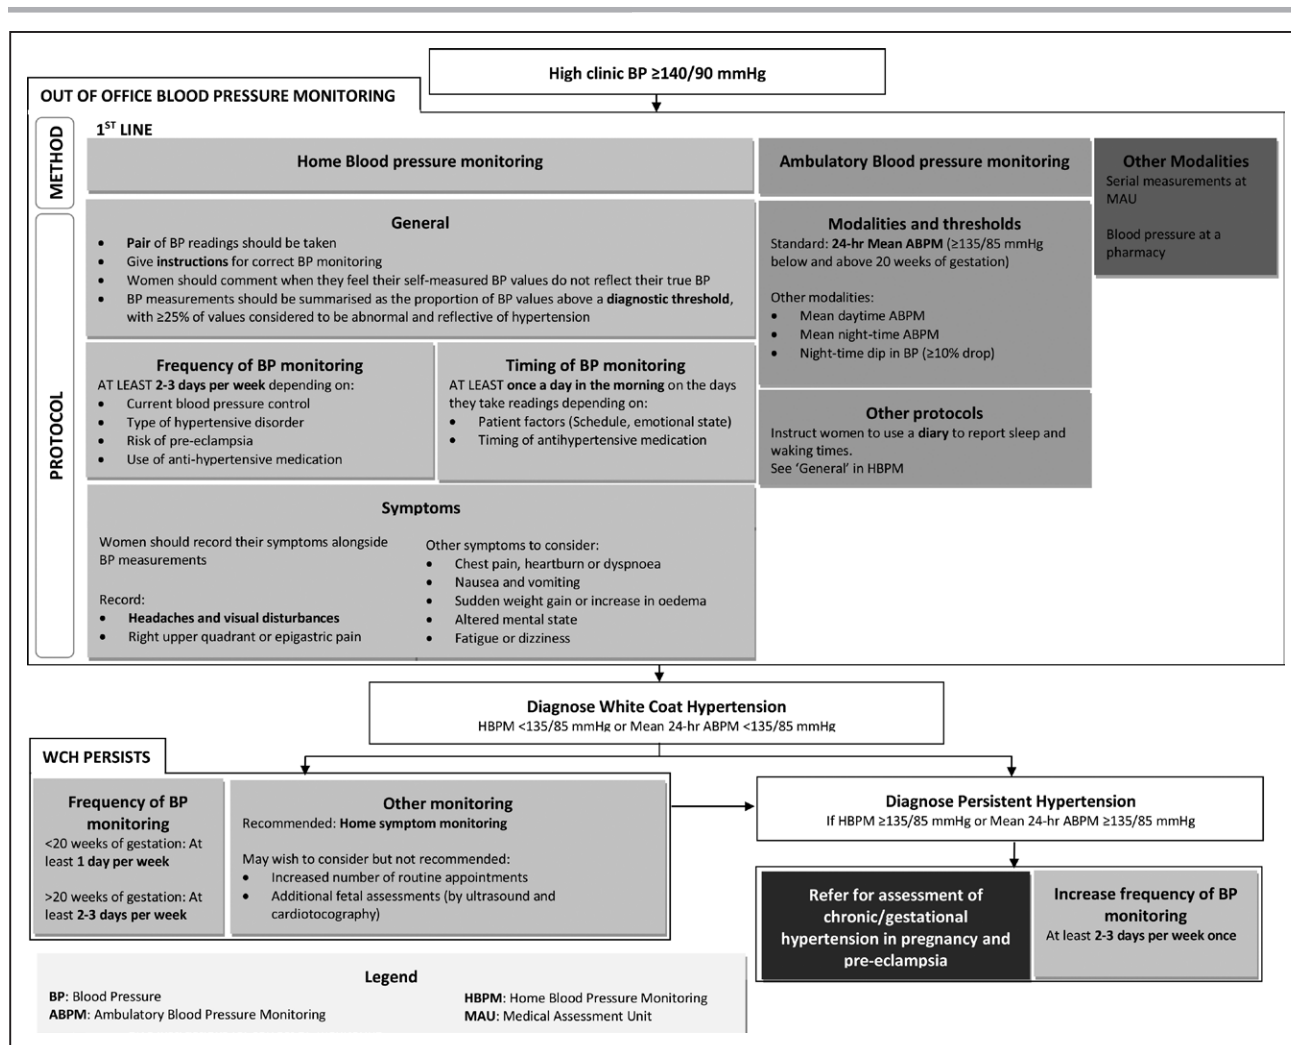 High clinic BP ≥140/90 mmHg
OUT OF OFFICE BLOOD PRESSURE MONITORING
METHOD
1ST LINE
Home Blood pressure monitoring
Ambulatory Blood pressure monitoring
Other Modalities
Serial measurements at
MAU
Blood pressure at a
pharmacy
PROTOCOL
General
• Pair of BP readings should be taken
• Give instructions for correct BP monitoring
• Women should comment when they feel their self-measured BP values do not reflect their true BP
• BP measurements should be summarised as the proportion of BP values above a diagnostic threshold,
with ≥25% of values considered to be abnormal and reflective of hypertension
Modalities and thresholds
Standard: 24-hr Mean ABPM (≥135/85 mmHg
below and above 20 weeks of gestation)
Other modalities:
• Mean daytime ABPM
• Mean night-time ABPM
• Night-time dip in BP (≥10% drop)
Frequency of BP monitoring
AT LEAST 2-3 days per week depending on:
• Current blood pressure control
• Type of hypertensive disorder
• Risk of pre-eclampsia
• Use of anti-hypertensive medication
Timing of BP monitoring
AT LEAST once a day in the morning on the days
they take readings depending on:
• Patient factors (Schedule, emotional state)
• Timing of antihypertensive medication
Other protocols
Instruct women to use a diary to report sleep and
waking times.
See ‘General’ in HBPM
Symptoms
Women should record their symptoms alongside
BP measurements
Record:
• Headaches and visual disturbances
• Right upper quadrant or epigastric pain
Other symptoms to consider:
• Chest pain, heartburn or dyspnoea
• Nausea and vomiting
• Sudden weight gain or increase in oedema
• Altered mental state
• Fatigue or dizziness
Diagnose White Coat Hypertension
HBPM <135/85 mmHg or Mean 24-hr ABPM <135/85 mmHg
WCH PERSISTS
Frequency of BP
monitoring
<20 weeks of gestation: At
least 1 day per week
>20 weeks of gestation: At
least 2-3 days per week
Other monitoring
Recommended: Home symptom monitoring
May wish to consider but not recommended:
• Increased number of routine appointments
• Additional fetal assessments (by ultrasound and
cardiotocography)
Diagnose Persistent Hypertension
If HBPM ≥135/85 mmHg or Mean 24-hr ABPM ≥135/85 mmHg
Refer for assessment of
chronic/gestational
hypertension in pregnancy and
pre-eclampsia
Increase frequency of BP
monitoring
At least 2-3 days per week once
Legend
BP: Blood Pressure
ABPM: Ambulatory Blood Pressure Monitoring
HBPM: Home Blood Pressure Monitoring
MAU: Medical Assessment Unit